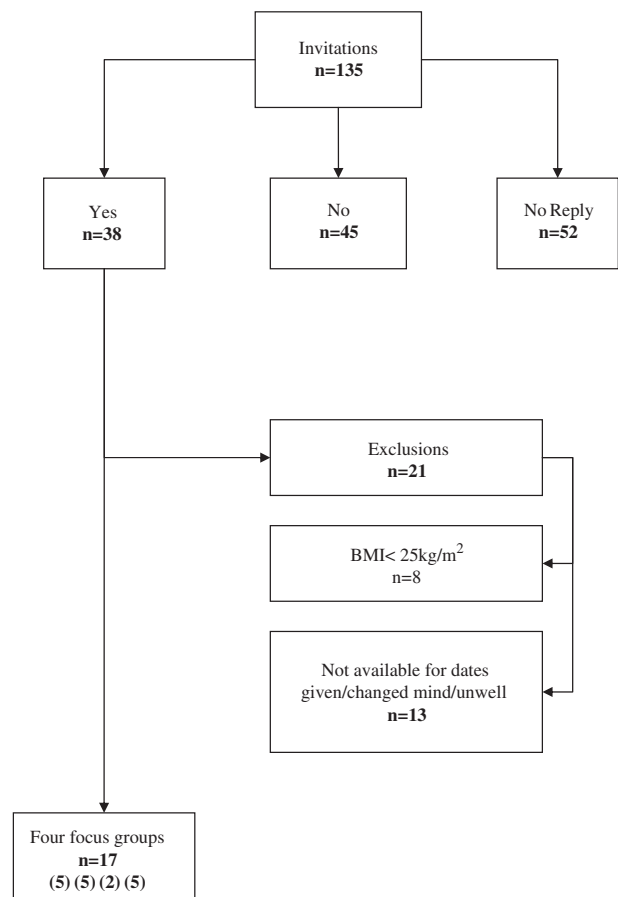 Invitations
n=135
Yes
n=38
No
n=45
No Reply
n=52
Exclusions
n=21
BMI< 25kg/m²
n=8
Not available for dates
given/changed mind/unwell
n=13
Four focus groups
n=17
(5) (5) (2) (5)